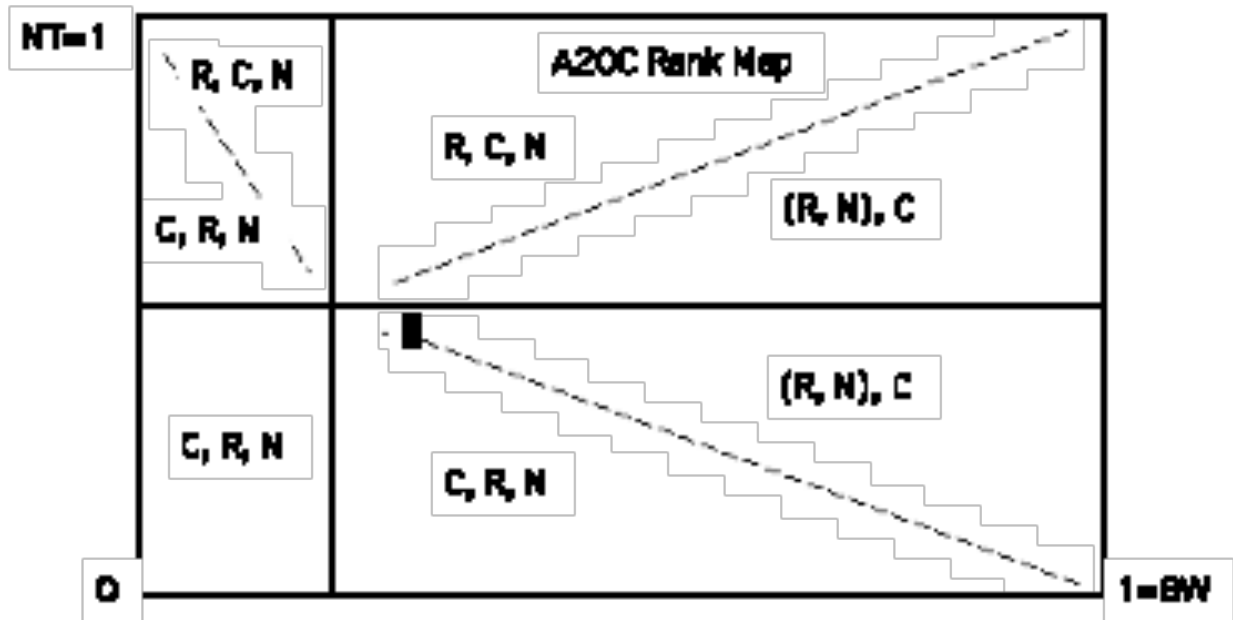 NT=1
A2OC Rank Map
R, C, N
R, C, N
(R, N), C
C, R, N
(R, N), C
C, R, N
C, R, N
0
1=BW